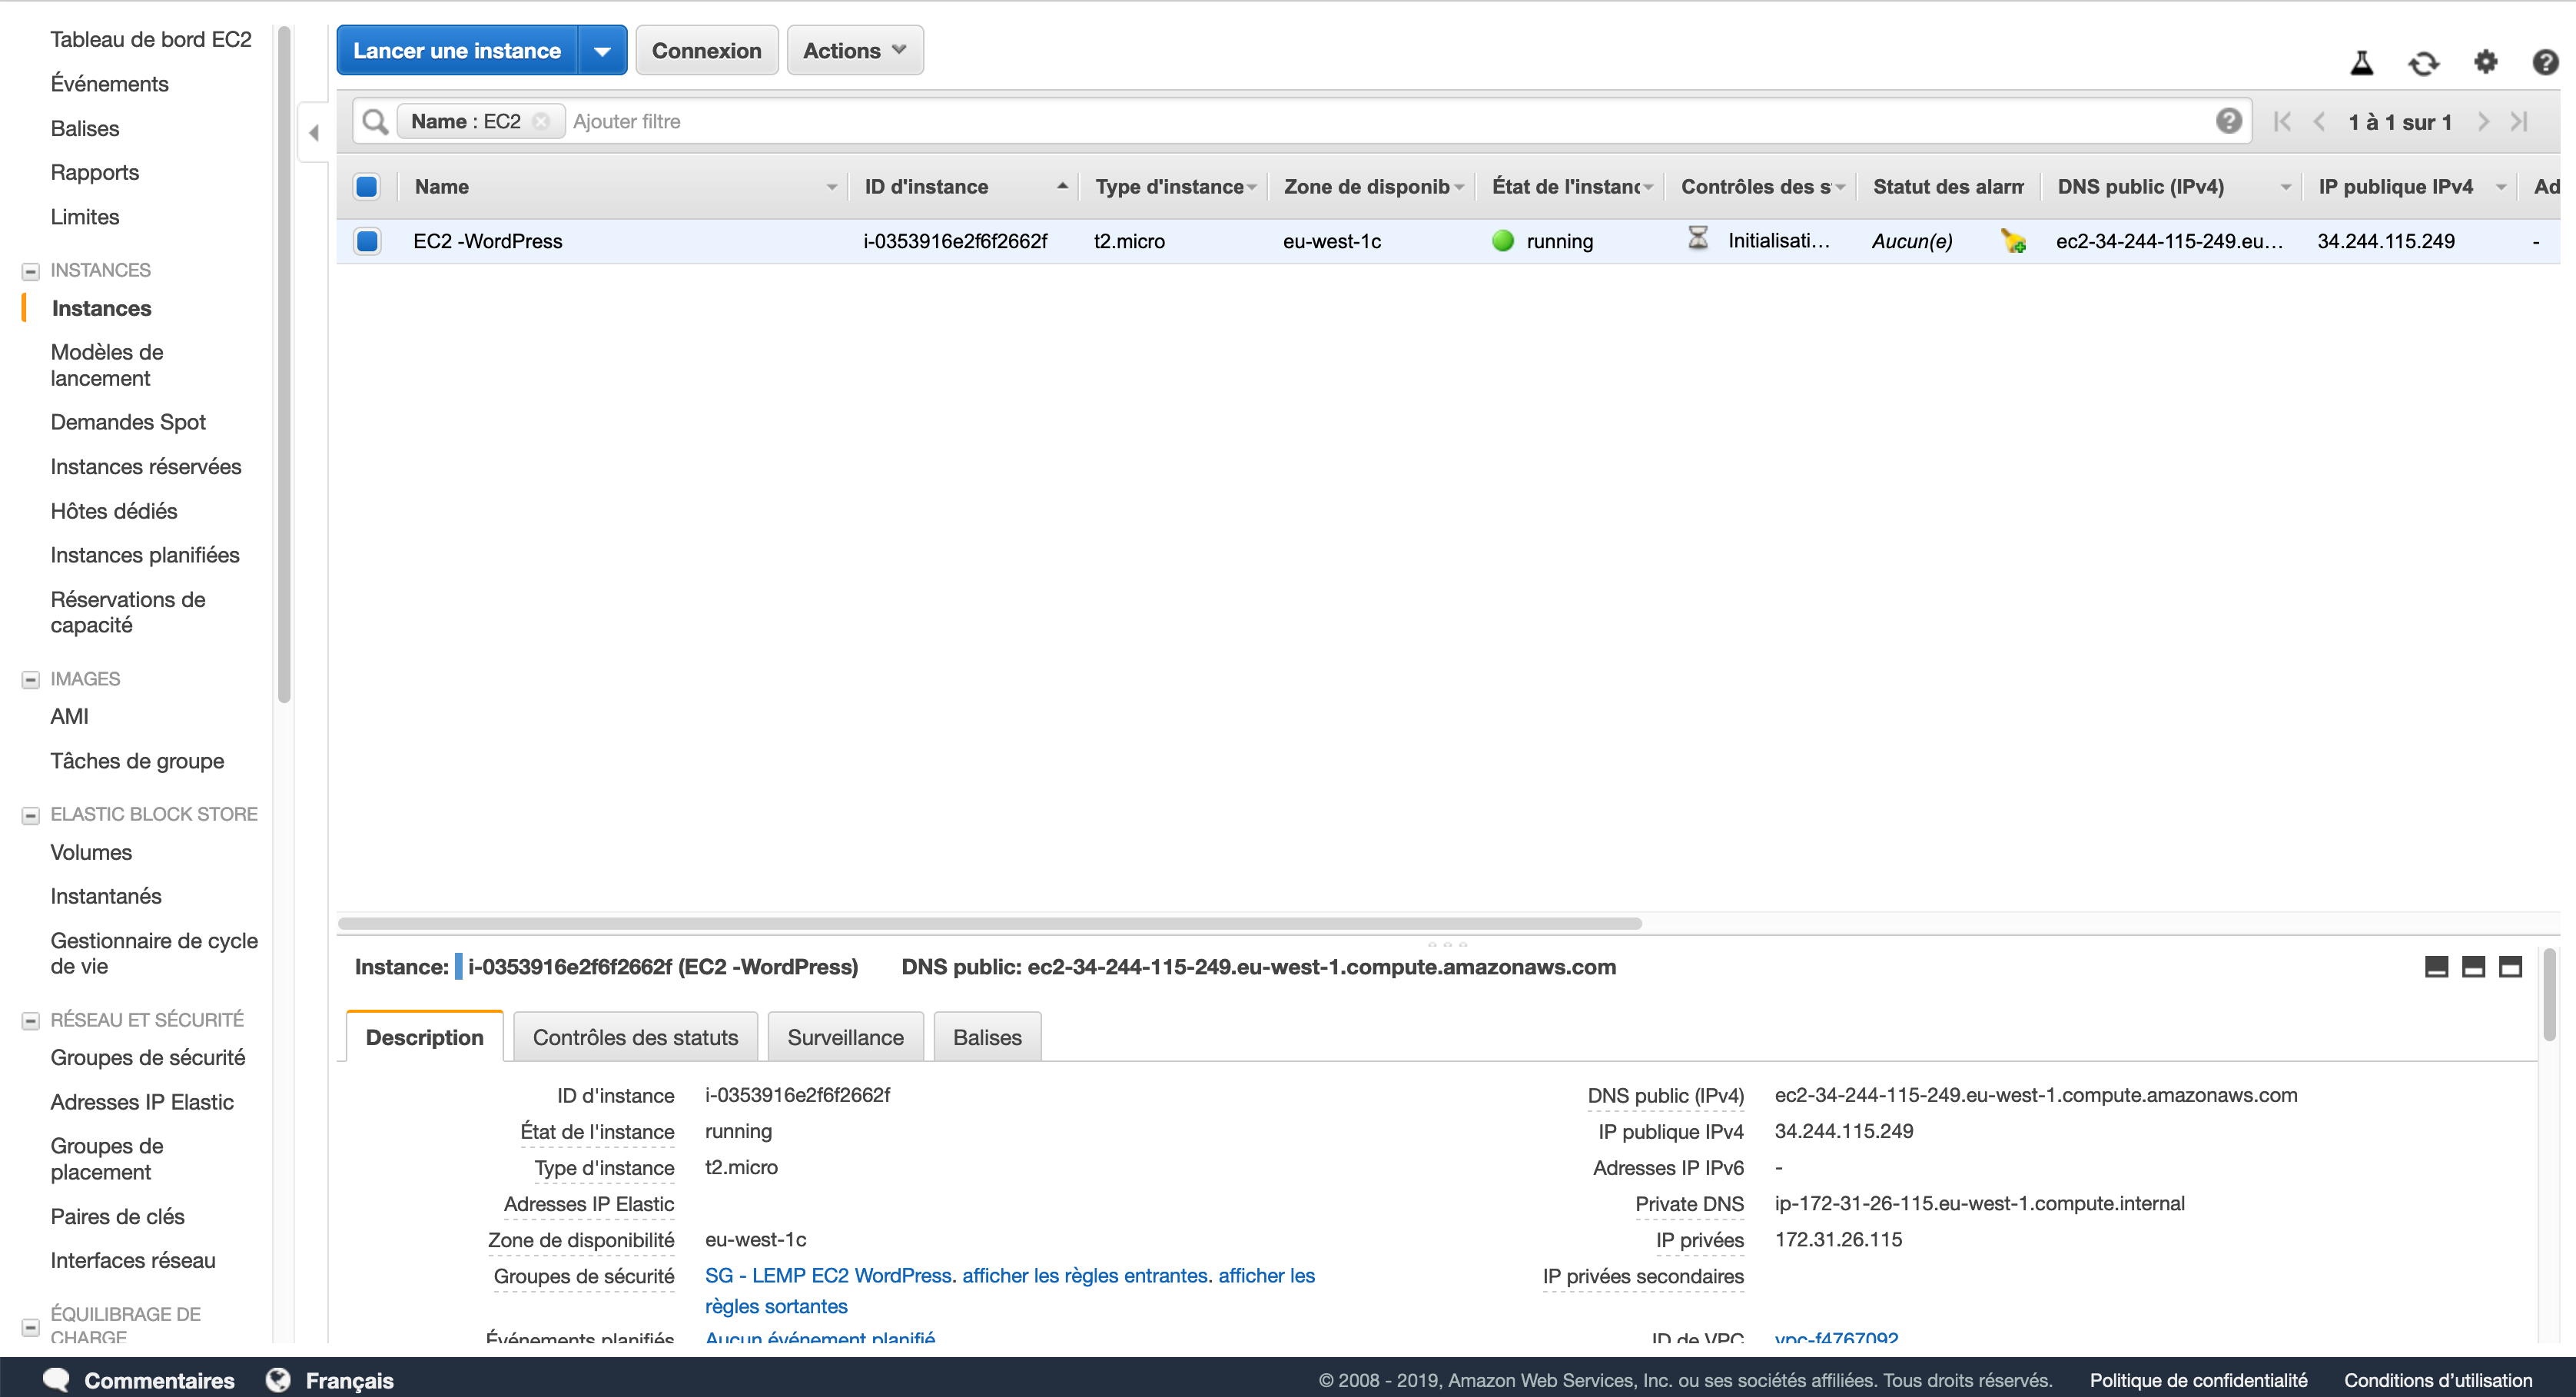 Tableau de bord EC2
Événements
Balises
Rapports
Limites
INSTANCES
Instances
Modèles de
lancement
Demandes Spot
Instances réservées
Hôtes dédiés
Instances planifiées
Réservations de
capacité
IMAGES
AMI
Tâches de groupe
ELASTIC BLOCK STORE
Volumes
Instantanés
Gestionnaire de cycle
de vie
RÉSEAU ET SÉCURITÉ
Groupes de sécurité
Adresses IP Elastic
Groupes de
placement
Paires de clés
Interfaces réseau
ÉQUILIBRAGE DE
CHARGE
Lancer une instance Connexion Actions
Name : EC2 Ajouter filtre 1 à 1 sur 1
Name ID d'instance Type d'instance Zone de disponib État de l'instanc Contrôles des s Statut des alarm DNS public (IPv4) IP publique IPv4 Ad
EC2 -WordPress i-0353916e2f6f2662f t2.micro eu-west-1c running Initialisati… Aucun(e) ec2-34-244-115-249.eu… 34.244.115.249 -
Instance: i-0353916e2f6f2662f (EC2 -WordPress) DNS public: ec2-34-244-115-249.eu-west-1.compute.amazonaws.com
Description Contrôles des statuts Surveillance Balises
ID d'instance i-0353916e2f6f2662f
État de l'instance running
Type d'instance t2.micro
Adresses IP Elastic
Zone de disponibilité eu-west-1c
Groupes de sécurité SG - LEMP EC2 WordPress. afficher les règles entrantes. afficher les
règles sortantes
Événements planifiés Aucun événement planifié
DNS public (IPv4) ec2-34-244-115-249.eu-west-1.compute.amazonaws.com
IP publique IPv4 34.244.115.249
Adresses IP IPv6 -
Private DNS ip-172-31-26-115.eu-west-1.compute.internal
IP privées 172.31.26.115
IP privées secondaires
ID de VPC vpc-f4767092
Commentaires Français © 2008 - 2019, Amazon Web Services, Inc. ou ses sociétés affiliées. Tous droits réservés. Politique de confidentialité Conditions d’utilisation